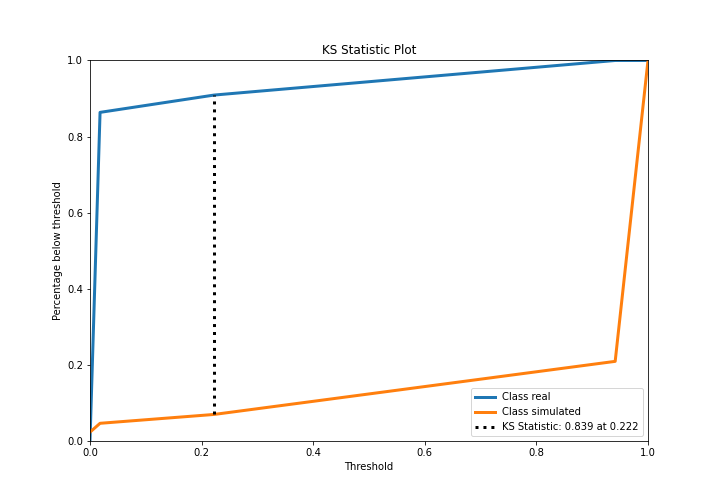 KS Statistic Plot
1.0
0.8
0.6
0.4
0.2
0.0
Percentage below threshold
0.0 0.2 0.4 0.6 0.8 1.0
Threshold
Class real
Class simulated
KS Statistic: 0.839 at 0.222